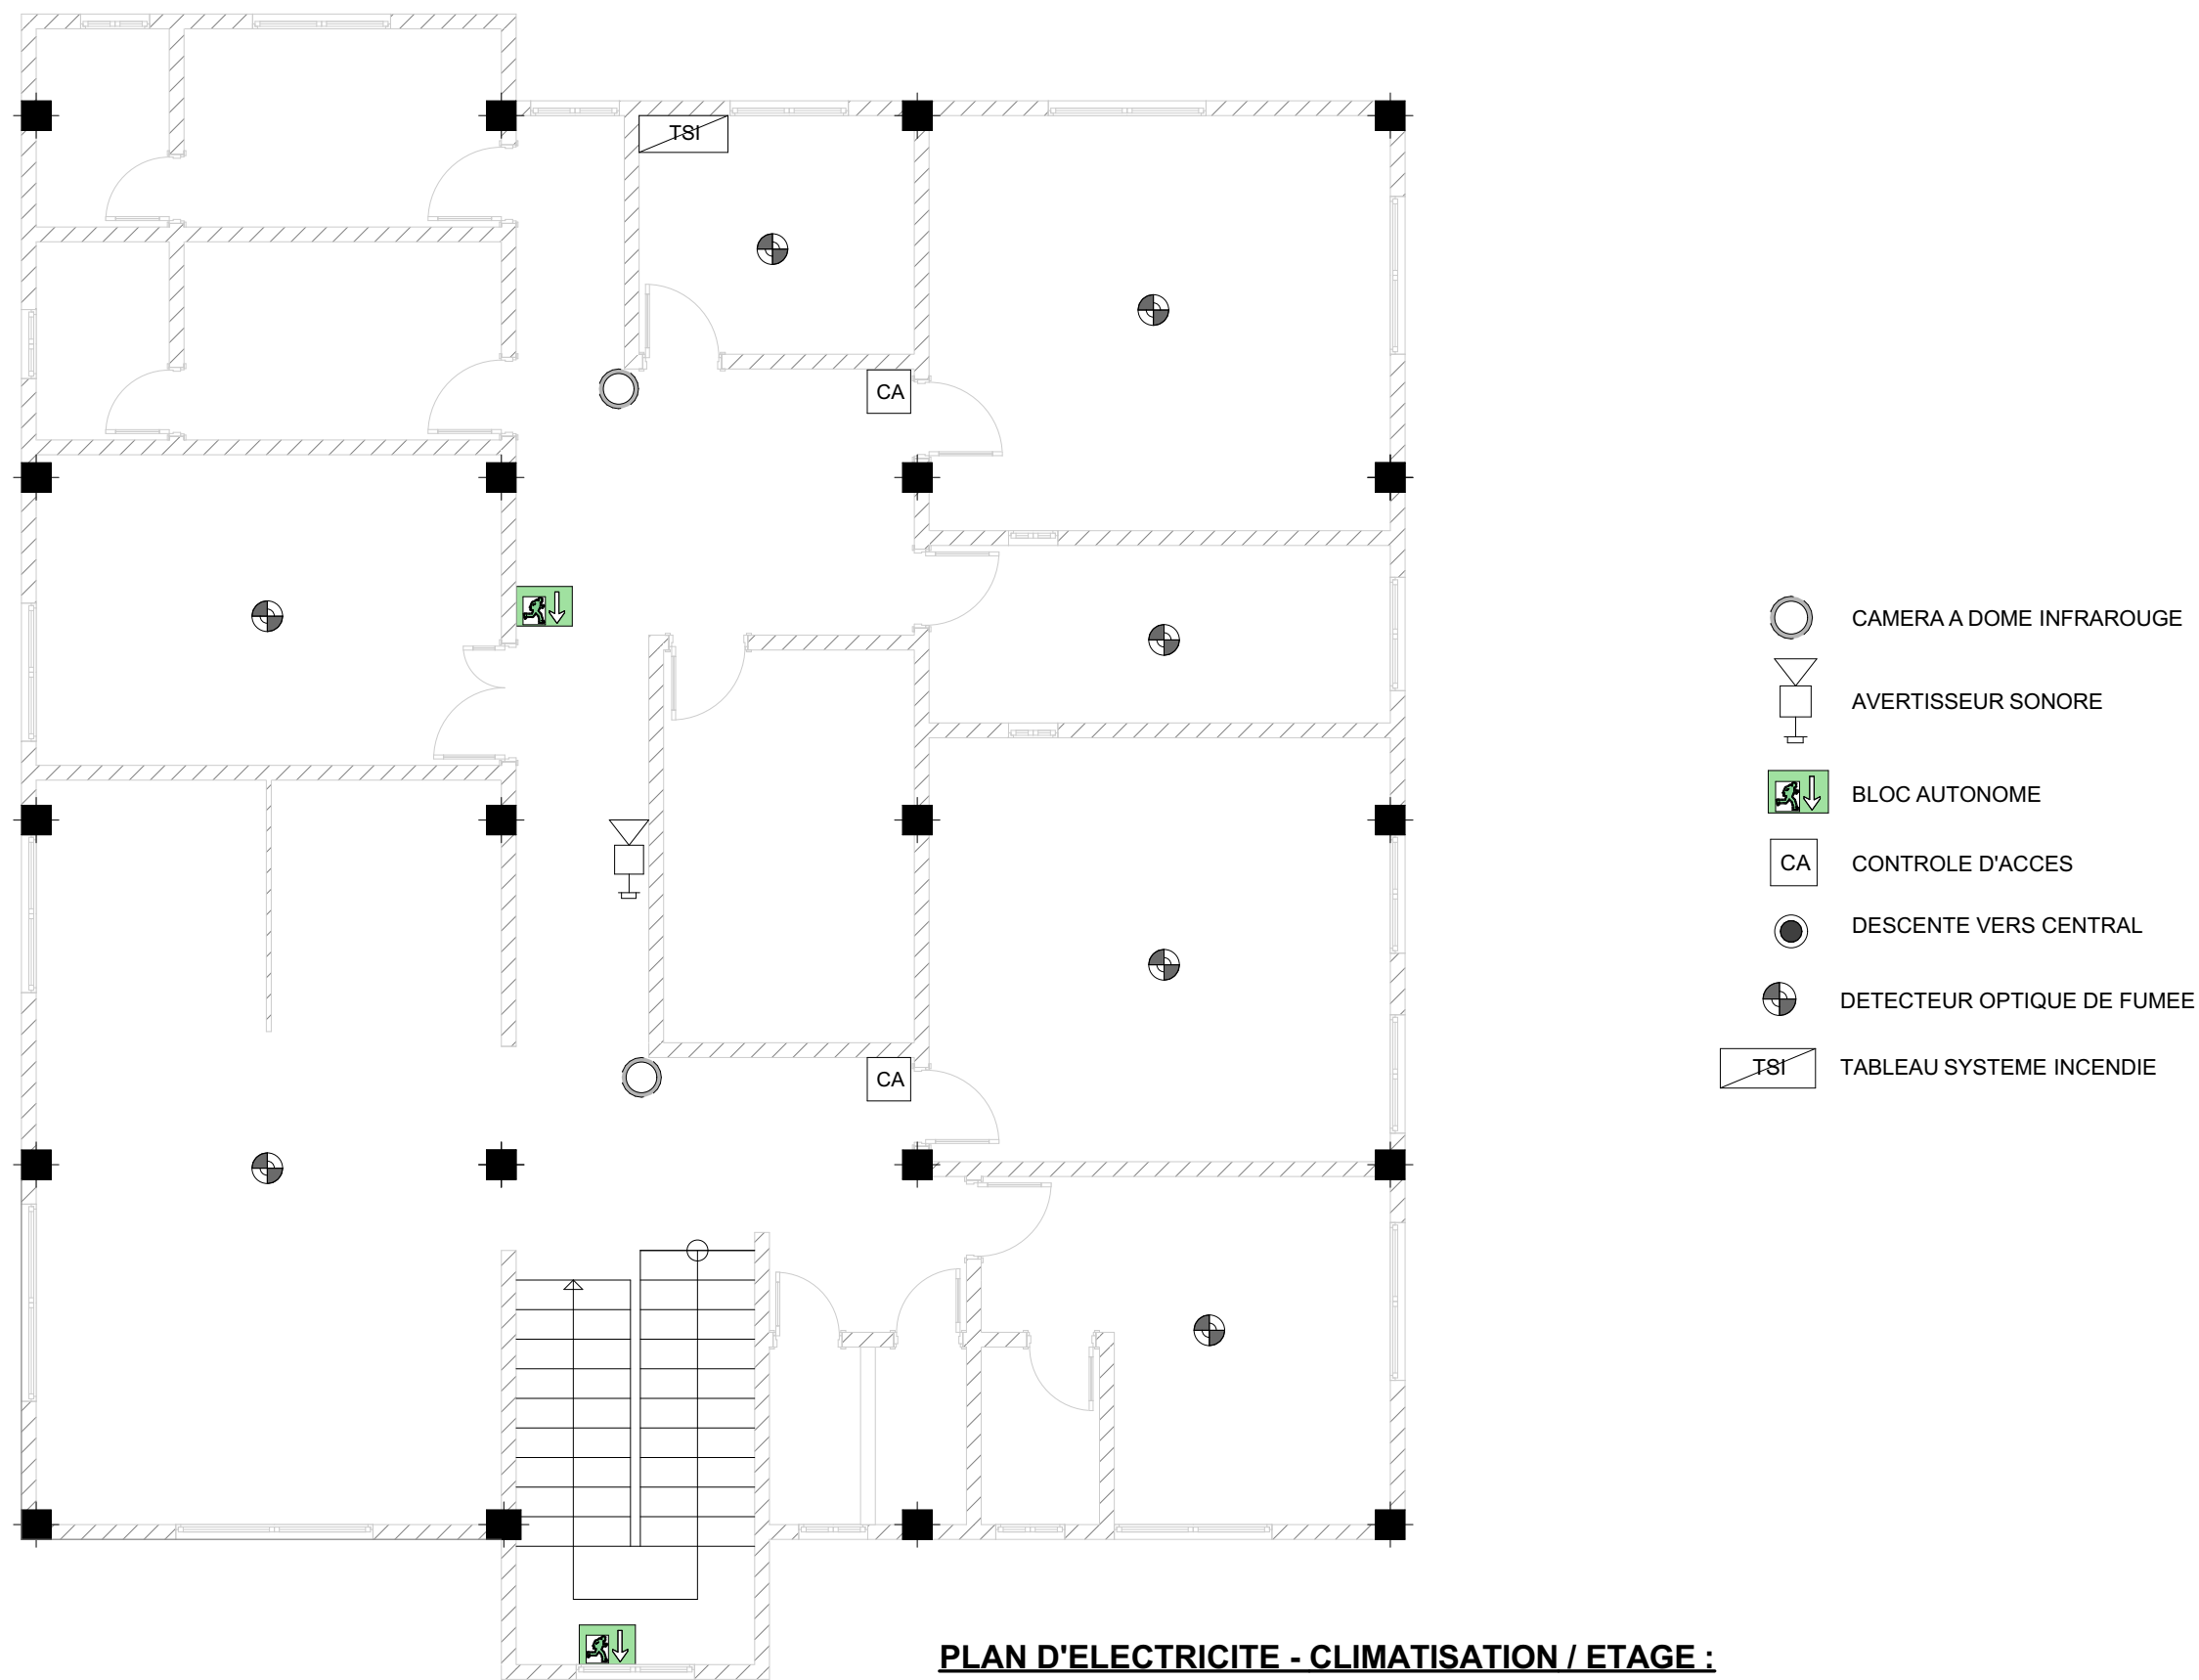 TSI
CA
CA
CAMERA A DOME INFRAROUGE
AVERTISSEUR SONORE
BLOC AUTONOME
CA CONTROLE D'ACCES
DESCENTE VERS CENTRAL
DETECTEUR OPTIQUE DE FUMEE
TSI TABLEAU SYSTEME INCENDIE
PLAN D'ELECTRICITE - CLIMATISATION / ETAGE :